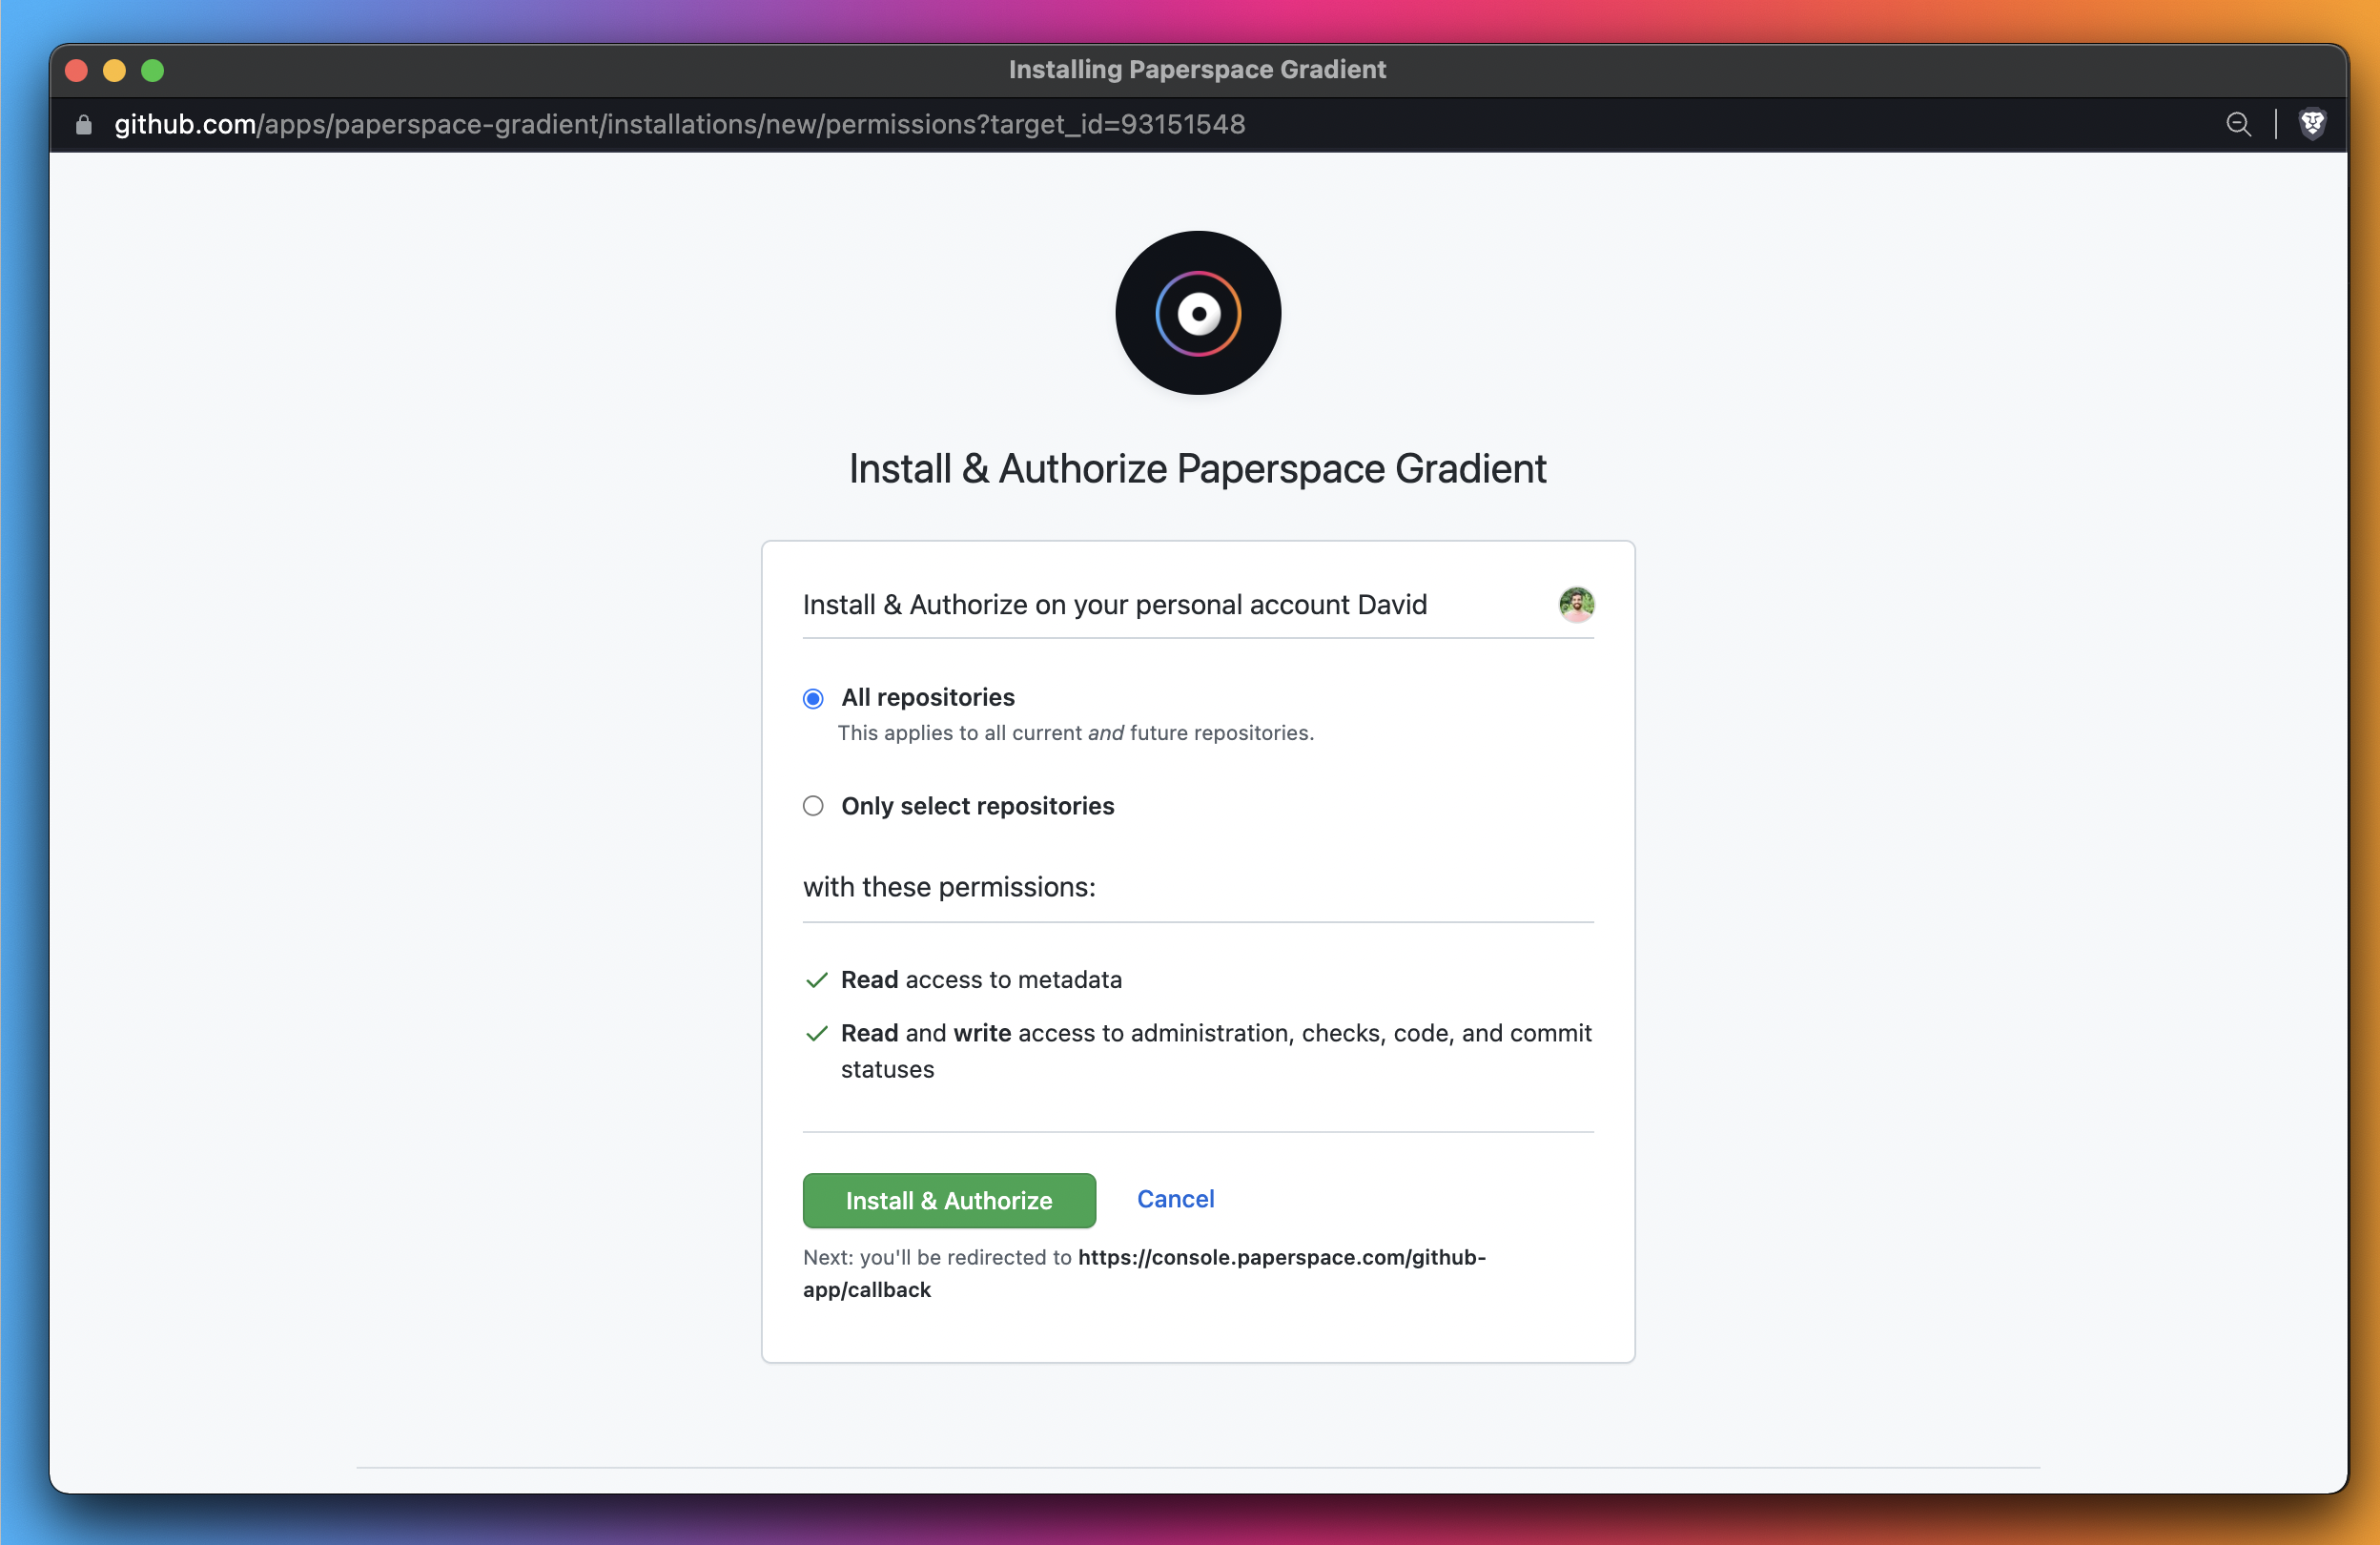 Installing Paperspace Gradient
github.com/apps/paperspace-gradient/installations/new/permissions?target_id=93151548
Install & Authorize Paperspace Gradient
Install & Authorize on your personal account David
All repositories
This applies to all current and future repositories.
Only select repositories
with these permissions:
Read access to metadata
Read and write access to administration, checks, code, and commit
statuses
Install & Authorize Cancel
Next: you'll be redirected to https://console.paperspace.com/github-
app/callback